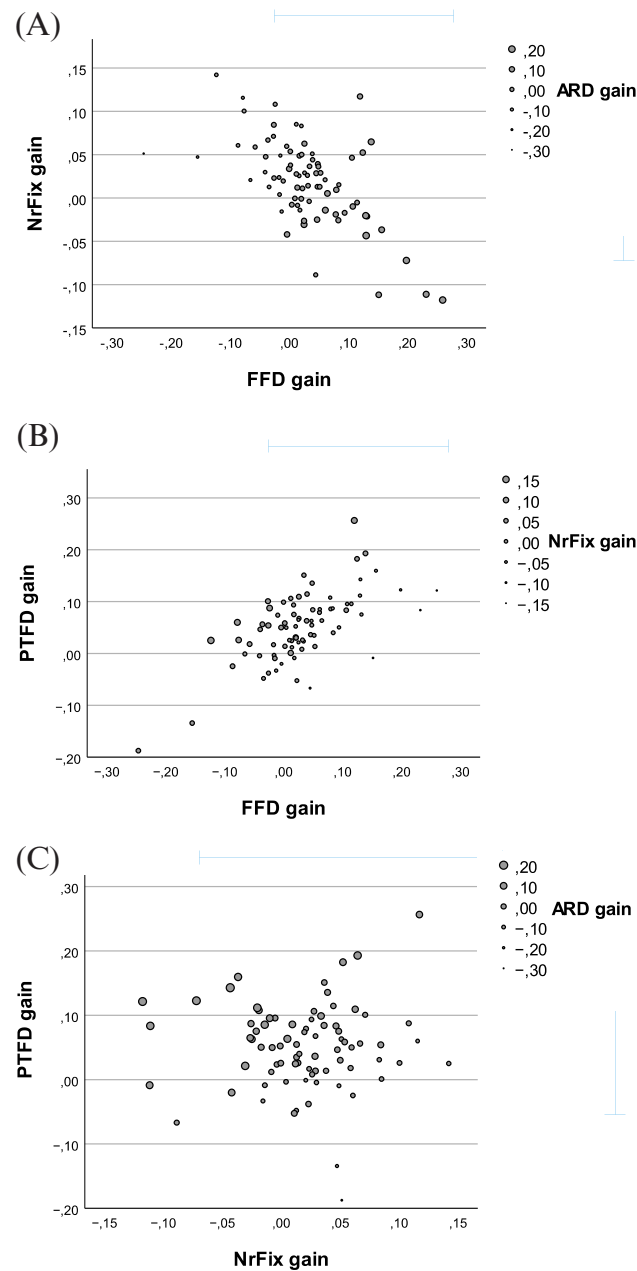 (A)
,20
,10
,00 ARD gain
-,10
-,20
-,30
,15
,10
,05
,00
-,05
-,10
-,15
NrFix gain
-,30 -,20 -,10 ,00 ,10 ,20 ,30
FFD gain
(B)
,15
,10
,05
,00 NrFix gain
−,05
−,10
−,15
,30
,20
,10
,00
−,10
−,20
PTFD gain
−,30 −,20 −,10 ,00 ,10 ,20 ,30
FFD gain
(C)
,20
,10
,00 ARD gain
−,10
−,20
−,30
,30
,20
,10
,00
−,10
−,20
PTFD gain
−,15 −,10 −,05 ,00 ,05 ,10 ,15
NrFix gain